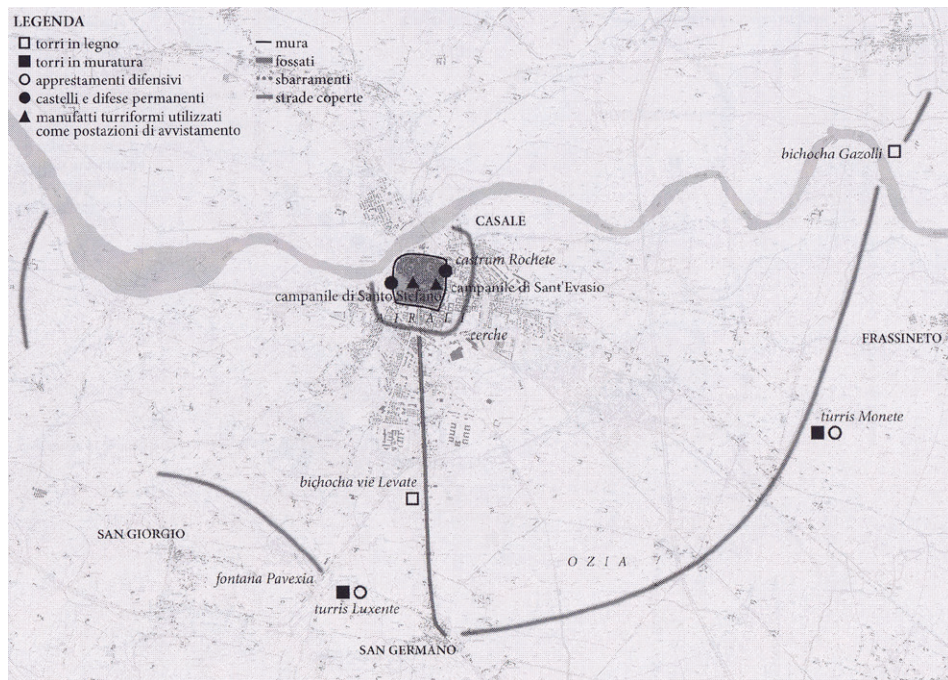 LEGENDA
torri in legno
torri in muratura
apprestamenti difensivi
castelli e difese permanenti
manufatti turriformi utilizzati
come postazioni di avvistamento
mura
fossati
sbarramenti
strade coperte
bichocha Gazolli
CASALE
castrum Rochete
campanile di Sant'Evasio
campanile di Santo Stefano
AIRALI
cerche
FRASSINETO
turris Monete
bichocha vie Levate
SAN GIORGIO
OZIA
fontana Pavexia
turris Luxente
SAN GERMANO